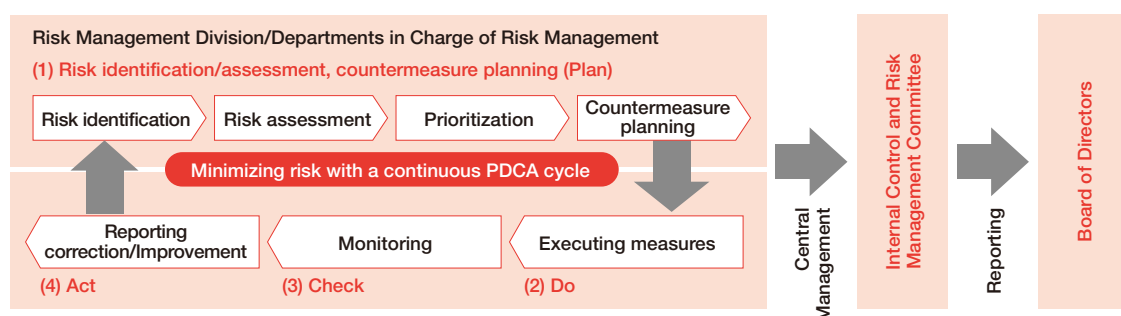 Risk Management Division/Departments in Charge of Risk Management
(1) Risk identification/assessment, countermeasure planning (Plan)
Risk identification
Risk assessment
Prioritization
Countermeasure
planning
Minimizing risk with a continuous PDCA cycle
Reporting
correction/Improvement
Monitoring
Executing measures
(4) Act
(3) Check
(2) Do
Central
Management
Internal Control and Risk
Management Committee
Reporting
Board of Directors